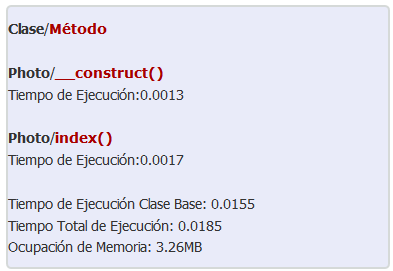 Clase/Método
Photo/__construct()
Tiempo de Ejecución:0.0013
Photo/index()
Tiempo de Ejecución:0.0017
Tiempo de Ejecución Clase Base: 0.0155
Tiempo Total de Ejecución: 0.0185
Ocupación de Memoria: 3.26MB